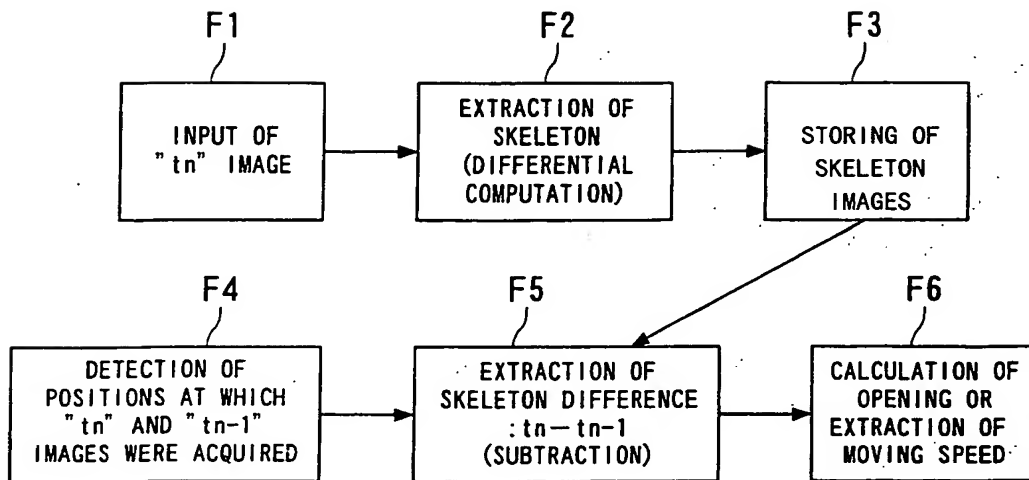 F1
F2
F3
INPUT OF
"tn" IMAGE
EXTRACTION OF
SKELETON
(DIFFERENTIAL
COMPUTATION)
STORING OF
SKELETON
IMAGES
F4
F5
F6
DETECTION OF
POSITIONS AT WHICH
"tn" AND "tn-1"
IMAGES WERE ACQUIRED
EXTRACTION OF
SKELETON DIFFERENCE
:tn-tn-1
(SUBTRACTION)
CALCULATION OF
OPENING OR
EXTRACTION OF
MOVING SPEED